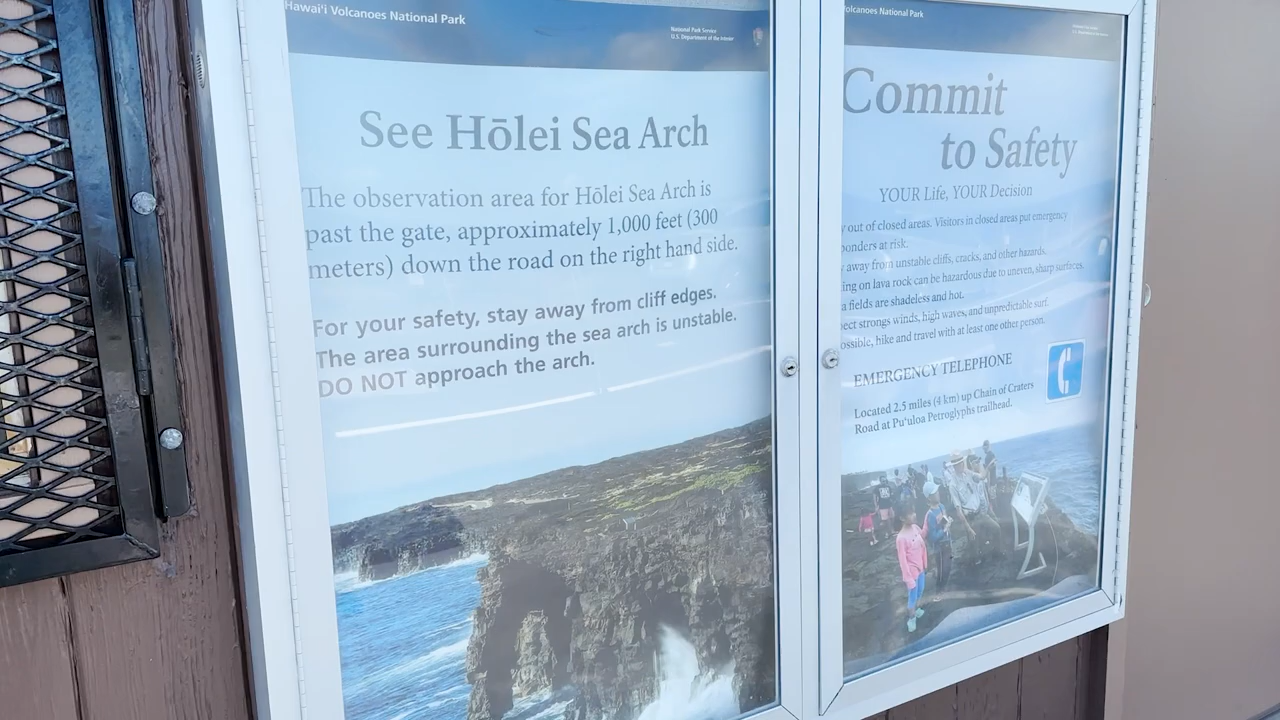 Hawai'i Volcanoes National Park
National Park Service
U.S. Department of the Interior
See Hōlei Sea Arch
The observation area for Hōlei Sea Arch is
past the gate, approximately 1,000 feet (300
meters) down the road on the right hand side.
For your safety, stay away from cliff edges.
The area surrounding the sea arch is unstable.
DO NOT approach the arch.
Volcanoes National Park
Commit
to Safety
YOUR Life, YOUR Decision
out of closed areas. Visitors in closed areas put emergency
ponders at risk.
away from unstable cliffs, cracks, and other hazards.
ing on lava rock can be hazardous due to uneven, sharp surfaces.
a fields are shadeless and hot.
ect strongs winds, high waves, and unpredictable surf.
ossible, hike and travel with at least one other person.
EMERGENCY TELEPHONE
Located 2.5 miles (4 km) up Chain of Craters
Road at Pu'uloa Petroglyphs trailhead.